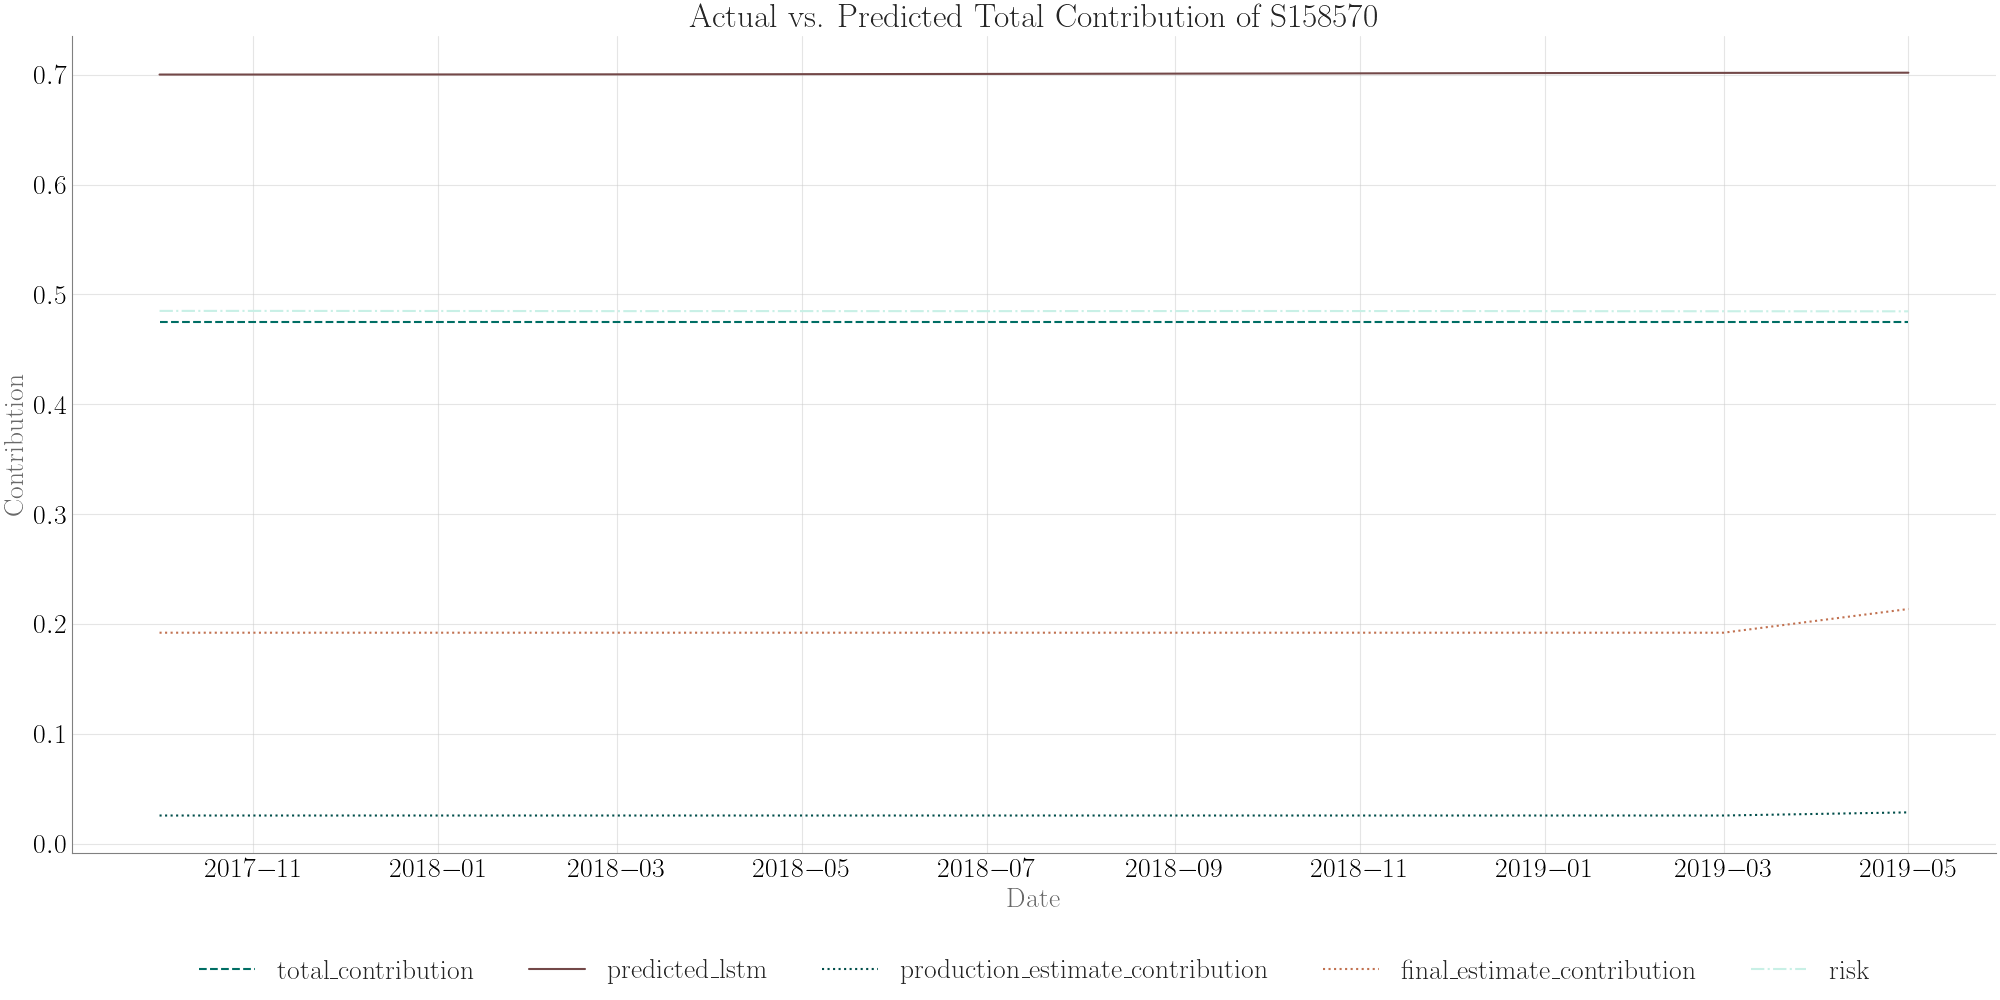 Actual vs. Predicted Total Contribution of S158570
Contribution
0.7
0.6
0.5
0.4
0.3
0.2
0.1
0.0
2017−11 2018−01 2018−03 2018−05 2018−07 2018−09 2018−11 2019−01 2019−03 2019−05
Date
total_contribution predicted_lstm production_estimate_contribution final_estimate_contribution risk